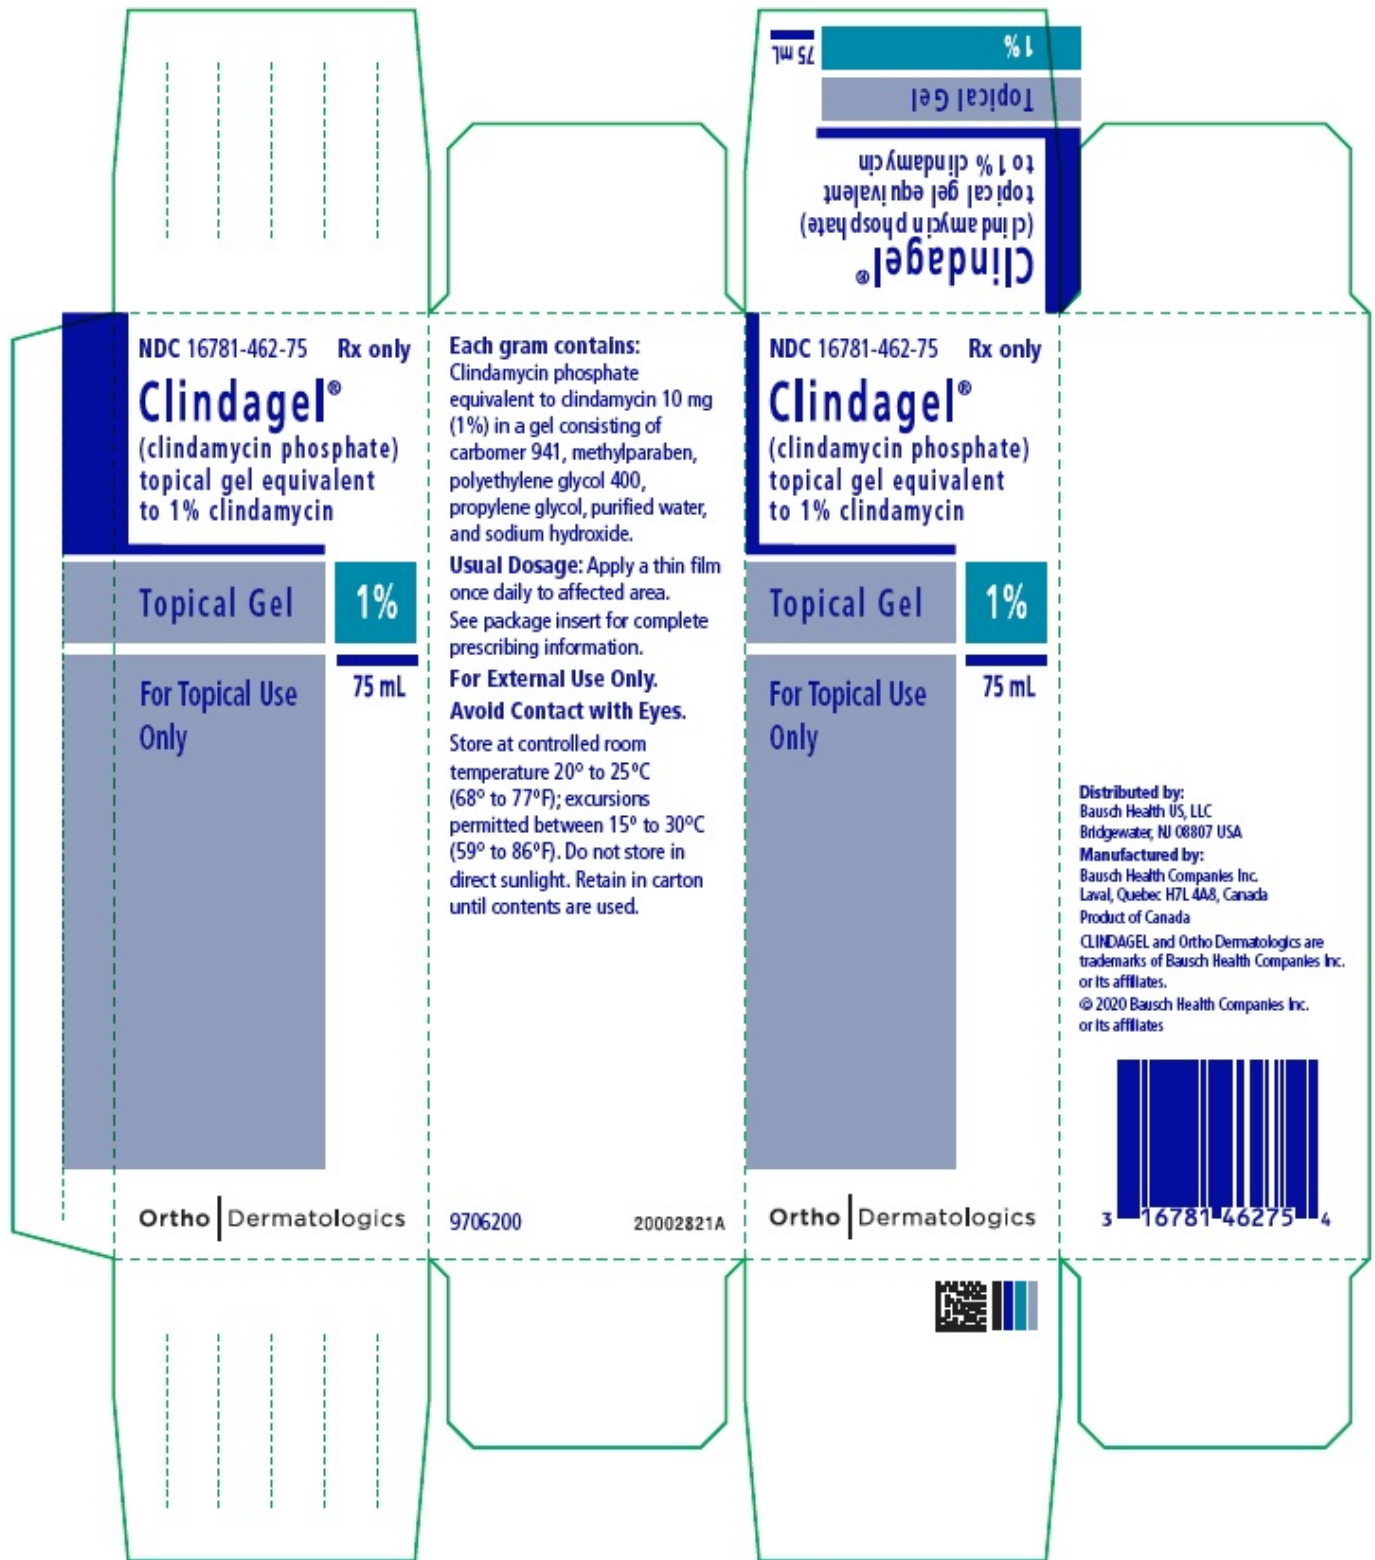 75 mL
1%
Topical Gel
Clindagel®
(clindamycin phosphate)
topical gel equivalent
to 1% clindamycin
NDC 16781-462-75 Rx only
Clindagel®
(clindamycin phosphate)
topical gel equivalent
to 1% clindamycin
Topical Gel
1%
75 mL
For Topical Use
Only
Ortho | Dermatologics
Each gram contains:
Clindamycin phosphate
equivalent to clindamycin 10 mg
(1%) in a gel consisting of
carbomer 941, methylparaben,
polyethylene glycol 400,
propylene glycol, purified water,
and sodium hydroxide.
Usual Dosage: Apply a thin film
once daily to affected area.
See package insert for complete
prescribing information.
For External Use Only.
Avoid Contact with Eyes.
Store at controlled room
temperature 20º to 25ºC
(68º to 77ºF); excursions
permitted between 15º to 30ºC
(59º to 86ºF). Do not store in
direct sunlight. Retain in carton
until contents are used.
9706200 20002821A
NDC 16781-462-75 Rx only
Clindagel®
(clindamycin phosphate)
topical gel equivalent
to 1% clindamycin
Topical Gel
1%
75 mL
For Topical Use
Only
Ortho | Dermatologics
Distributed by:
Bausch Health US, LLC
Bridgewater, NJ 08807 USA
Manufactured by:
Bausch Health Companies Inc.
Laval, Quebec H7L 4A8, Canada
Product of Canada
CLINDAGEL and Ortho Dermatologics are
trademarks of Bausch Health Companies Inc.
or its affiliates.
© 2020 Bausch Health Companies Inc.
or its affiliates
3 16781 46275 4